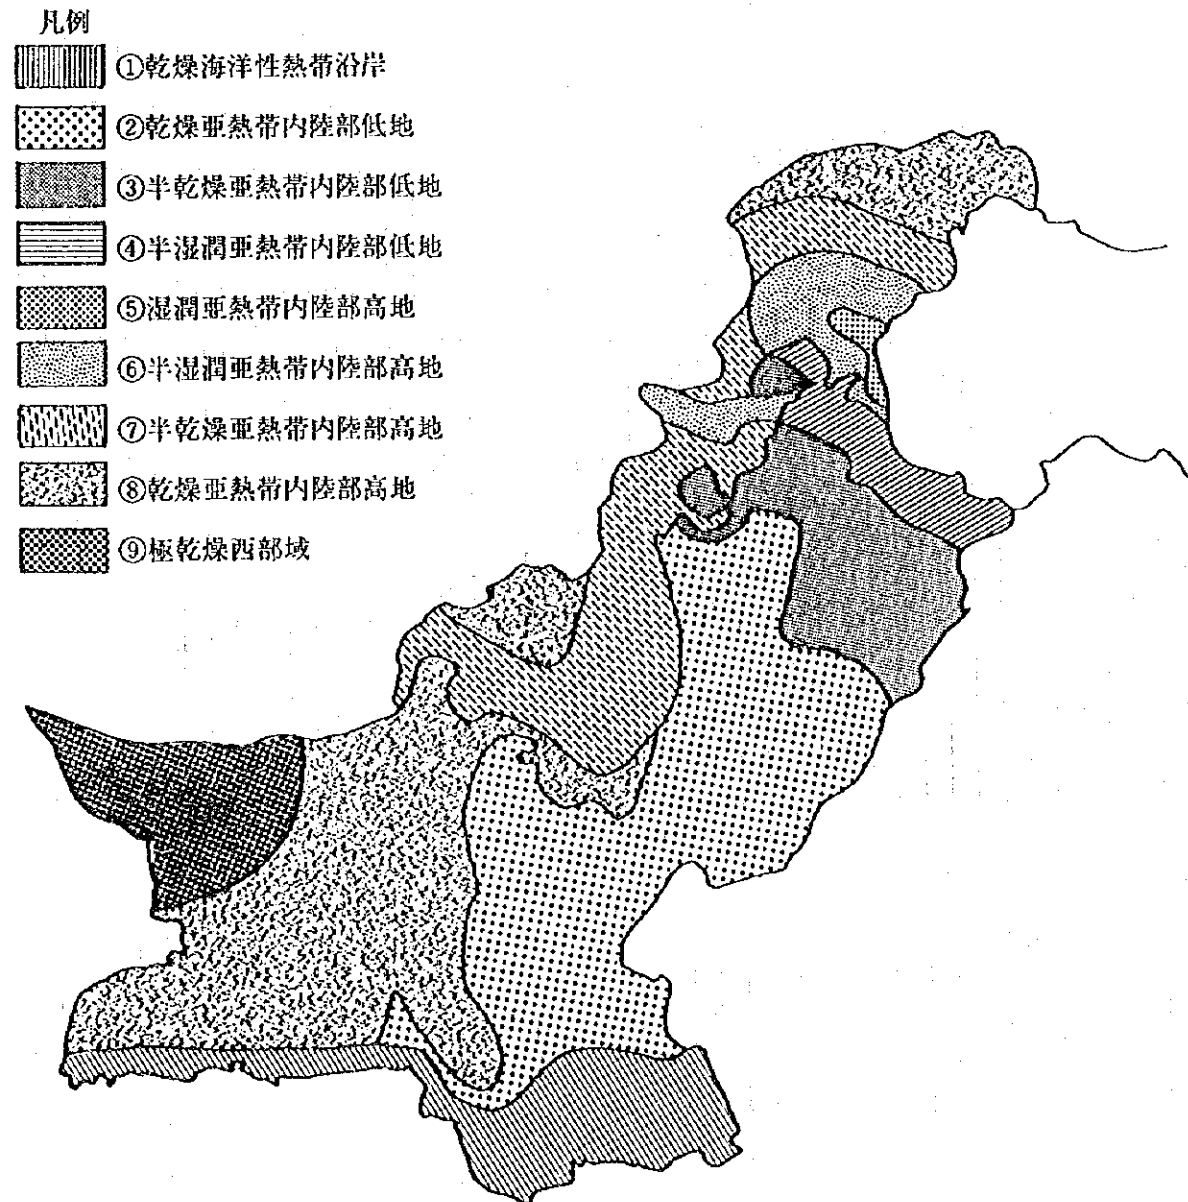 凡例
①乾燥海洋性熱帯沿岸
②乾燥亜熱帯内陸部低地
③半乾燥亜熱帯内陸部低地
④半湿潤亜熱帯内陸部低地
⑤湿潤亜熱帯内陸部高地
⑥半湿潤亜熱帯内陸部高地
⑦半乾燥亜熱帯内陸部高地
⑧乾燥亜熱帯内陸部高地
⑨極乾燥西部域